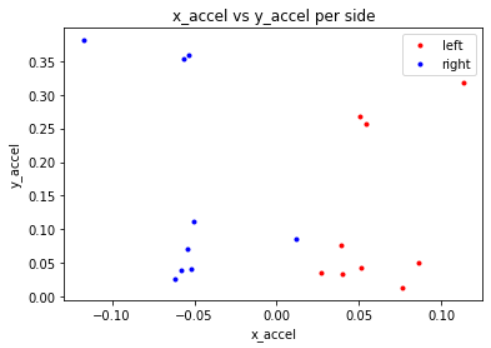 x_accel vs y_accel per side
left
right
0.35
0.30
0.25
0.20
0.15
0.10
0.05
0.00
y_accel
−0.10
−0.05
0.00
0.05
0.10
x_accel